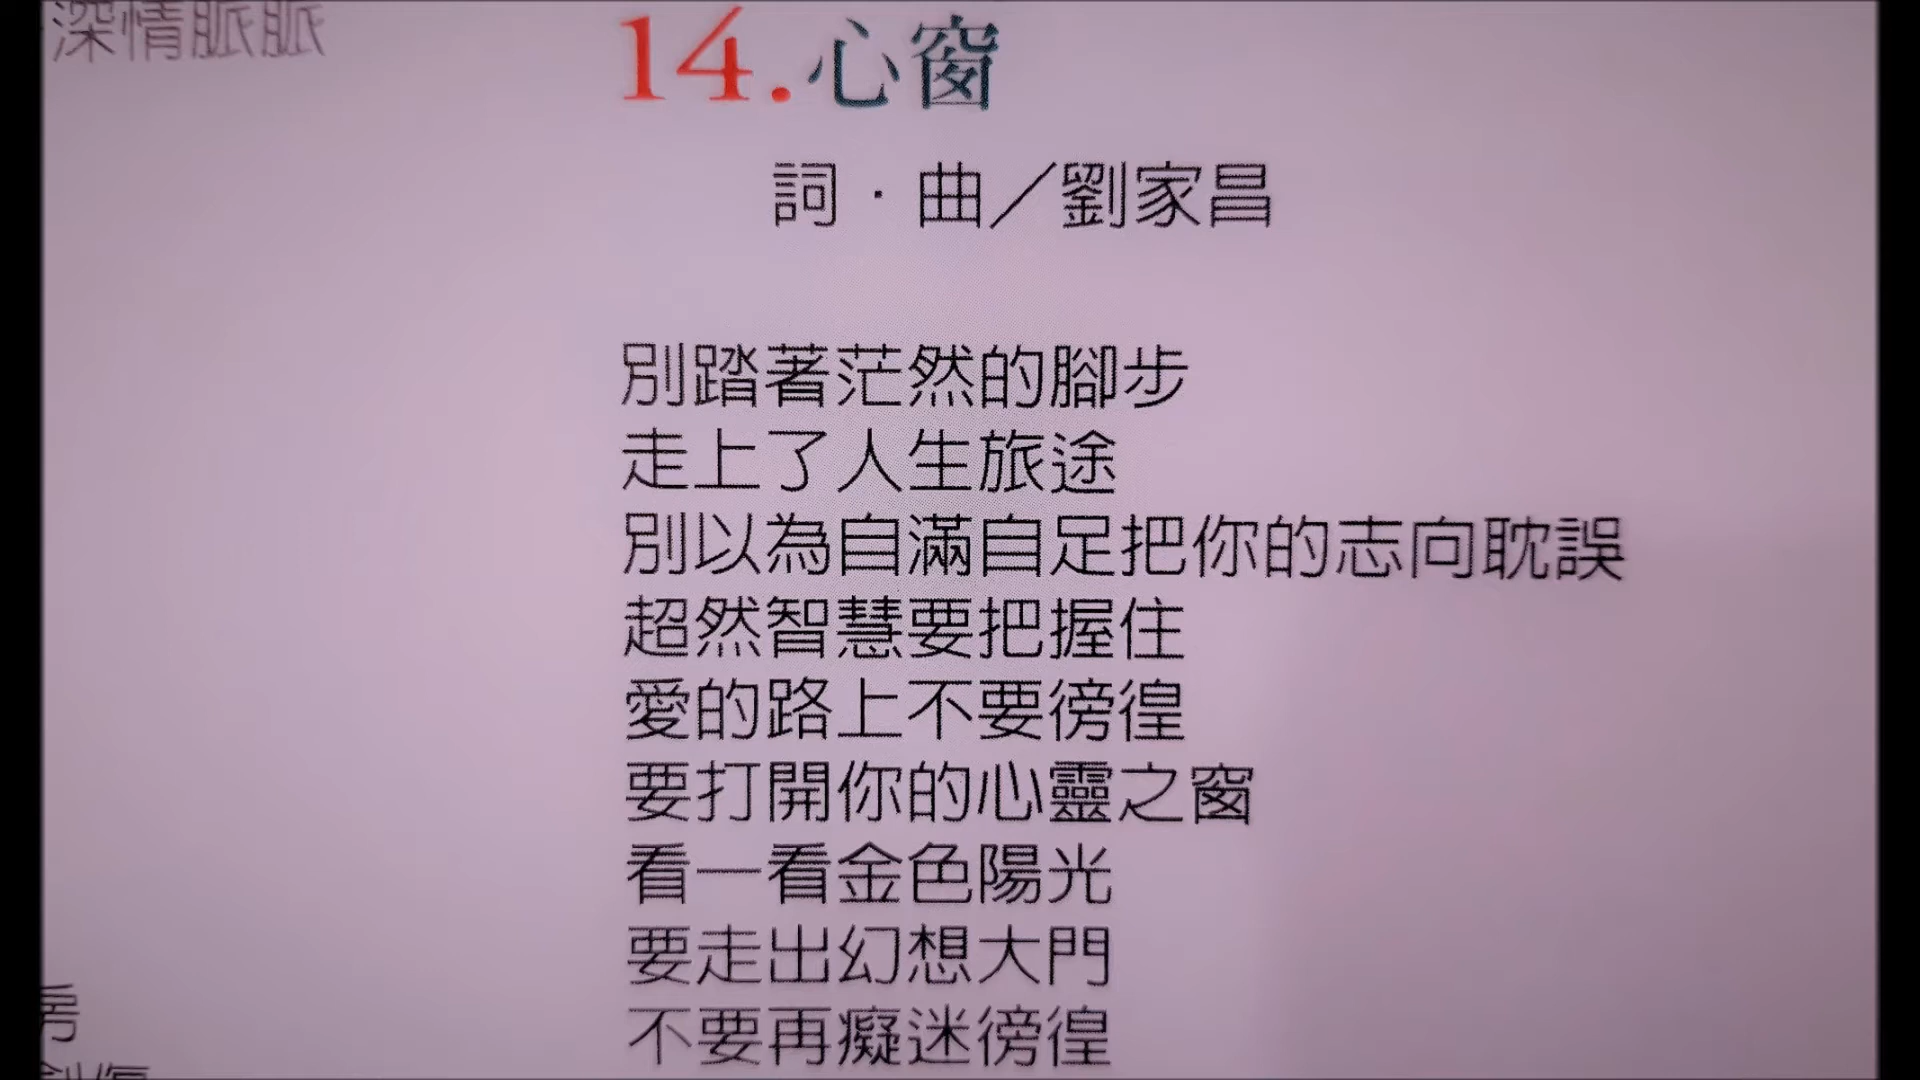 深情脈脈
14.心窗
詞·曲／劉家昌
別踏著茫然的腳步
走上了人生旅途
別以為自滿自足把你的志向耽誤
超然智慧要把握住
愛的路上不要徬徨
要打開你的心靈之窗
看一看金色陽光
要走出幻想大門
不要再癡迷徬徨